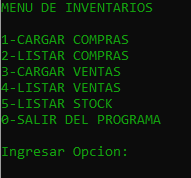 MENU DE INVENTARIOS
1-CARGAR COMPRAS
2-LISTAR COMPRAS
3-CARGAR VENTAS
4-LISTAR VENTAS
5-LISTAR STOCK
0-SALIR DEL PROGRAMA
Ingresar Opcion: